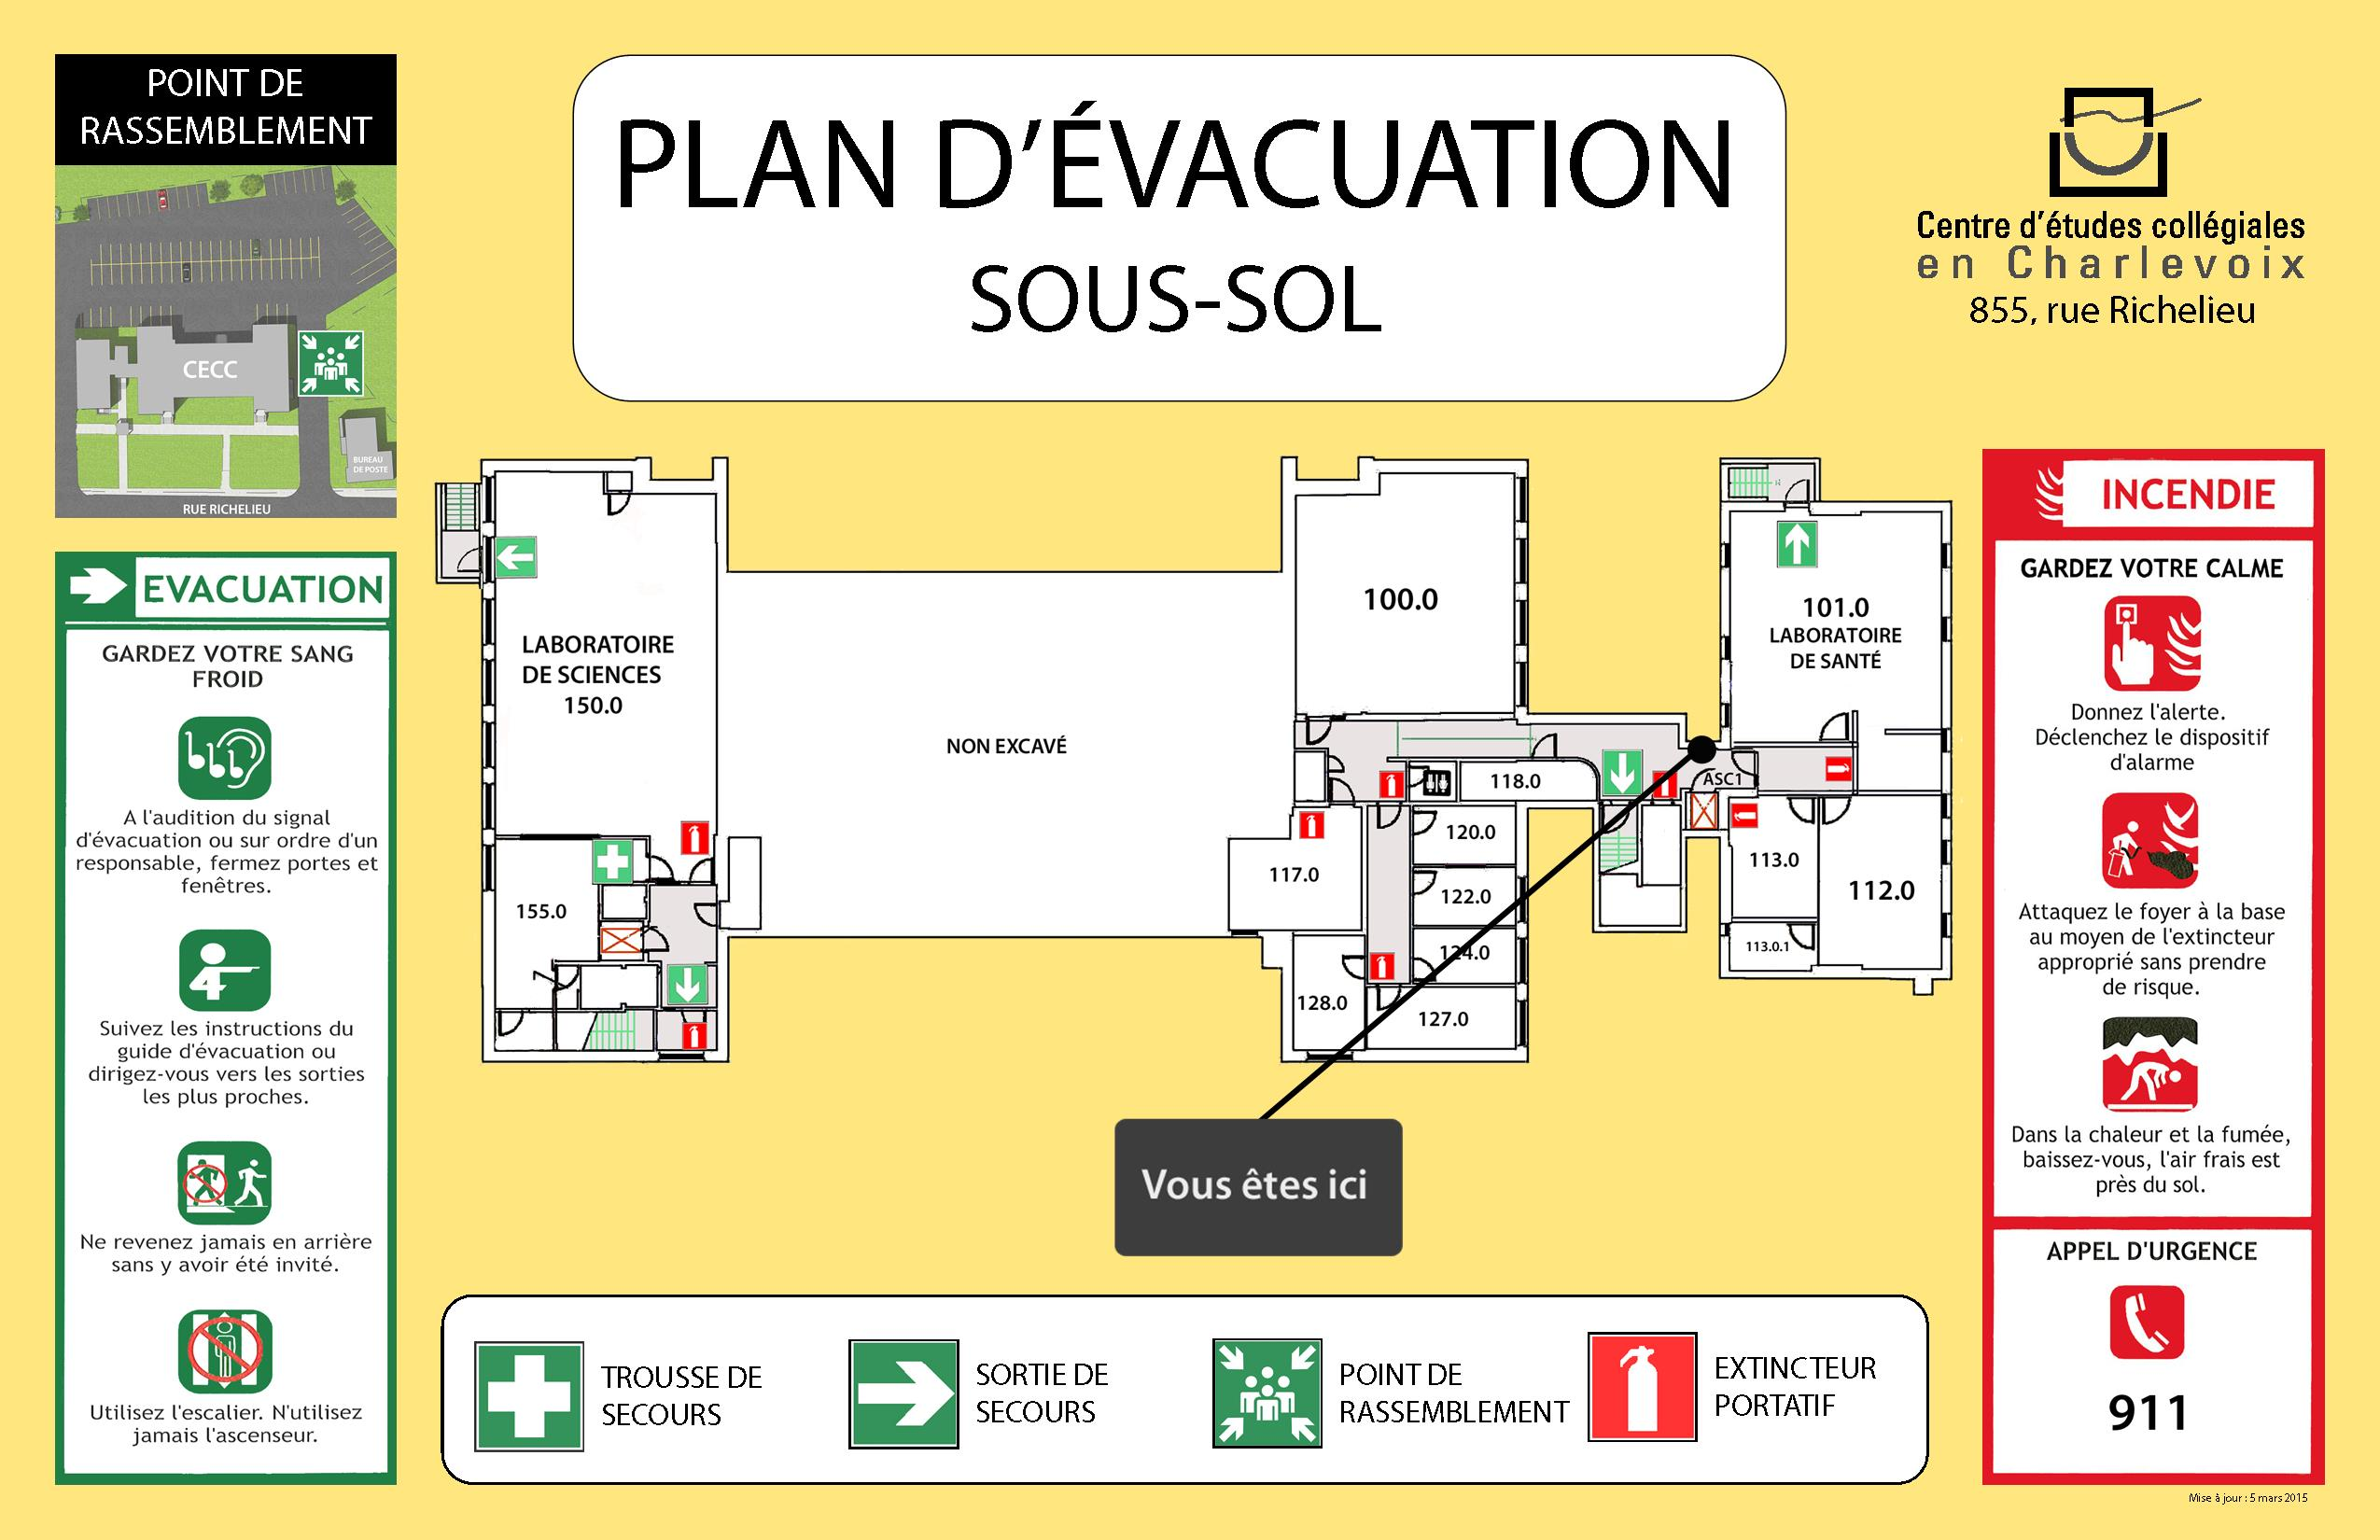 POINT DE
RASSEMBLEMENT
CECC
BUREAU
DE POSTE
RUE RICHELIEU
PLAN D'ÉVACUATION
SOUS-SOL
Centre d'études collégiales
en Charlevoix
855, rue Richelieu
EVACUATION
GARDEZ VOTRE SANG
FROID
A l'audition du signal
d'évacuation ou sur ordre d'un
responsable, fermez portes et
fenêtres.
Suivez les instructions du
guide d'évacuation ou
dirigez-vous vers les sorties
les plus proches.
Ne revenez jamais en arrière
sans y avoir été invité.
Utilisez l'escalier. N'utilisez
jamais l'ascenseur.
LABORATOIRE
DE SCIENCES
150.0
155.0
NON EXCAVÉ
100.0
118.0
117.0
120.0
122.0
124.0
128.0
127.0
101.0
LABORATOIRE
DE SANTÉ
ASC1
113.0
112.0
113.0.1
Vous êtes ici
INCENDIE
GARDEZ VOTRE CALME
Donnez l'alerte.
Déclenchez le dispositif
d'alarme
Attaquez le foyer à la base
au moyen de l'extincteur
approprié sans prendre
de risque.
Dans la chaleur et la fumée,
baissez-vous, l'air frais est
près du sol.
APPEL D'URGENCE
911
TROUSSE DE
SECOURS
SORTIE DE
SECOURS
POINT DE
RASSEMBLEMENT
EXTINCTEUR
PORTATIF
Mise à jour : 5 mars 2015